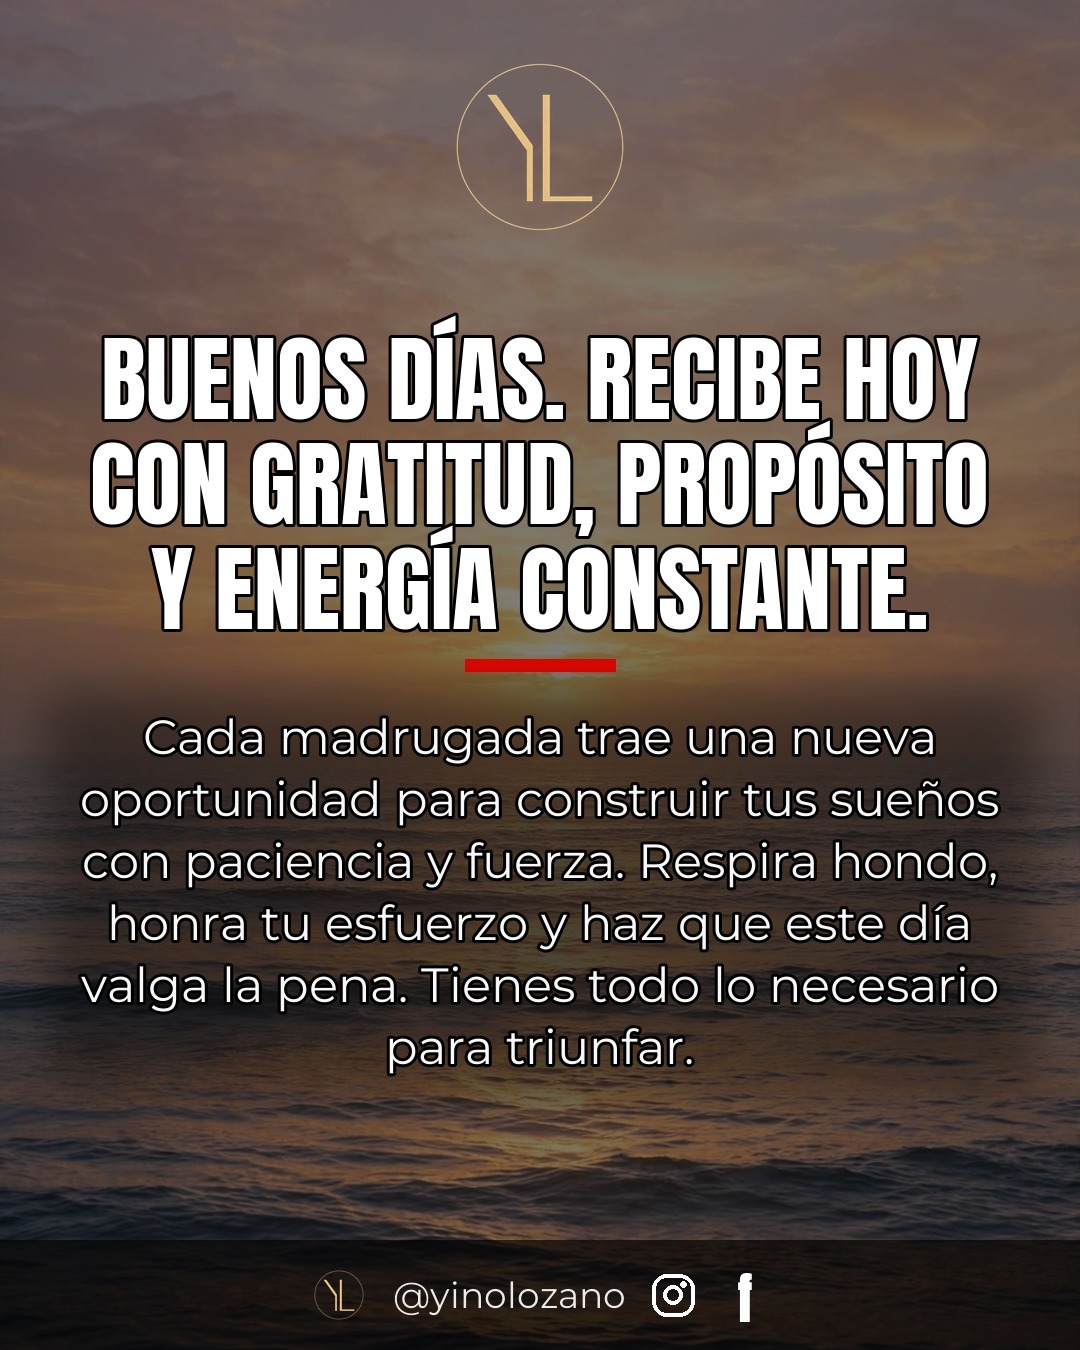 YL
BUENOS DÍAS. RECIBE HOY
CON GRATITUD, PROPÓSITO
Y ENERGÍA CONSTANTE.
Cada madrugada trae una nueva
oportunidad para construir tus sueños
con paciencia y fuerza. Respira hondo,
honra tu esfuerzo y haz que este día
valga la pena. Tienes todo lo necesario
para triunfar.
YL @yinolozano f